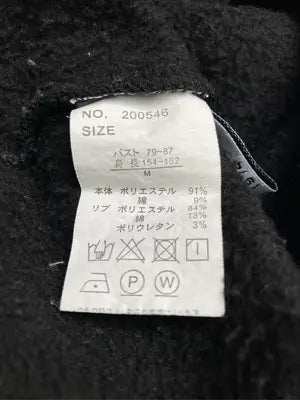 NO. 200546
SIZE
バスト 79-87
身長 154-162
M
本体 ポリエステル 91%
綿 9%
リブ ポリエステル 84%
綿 13%
ポリウレタン 3%
P W